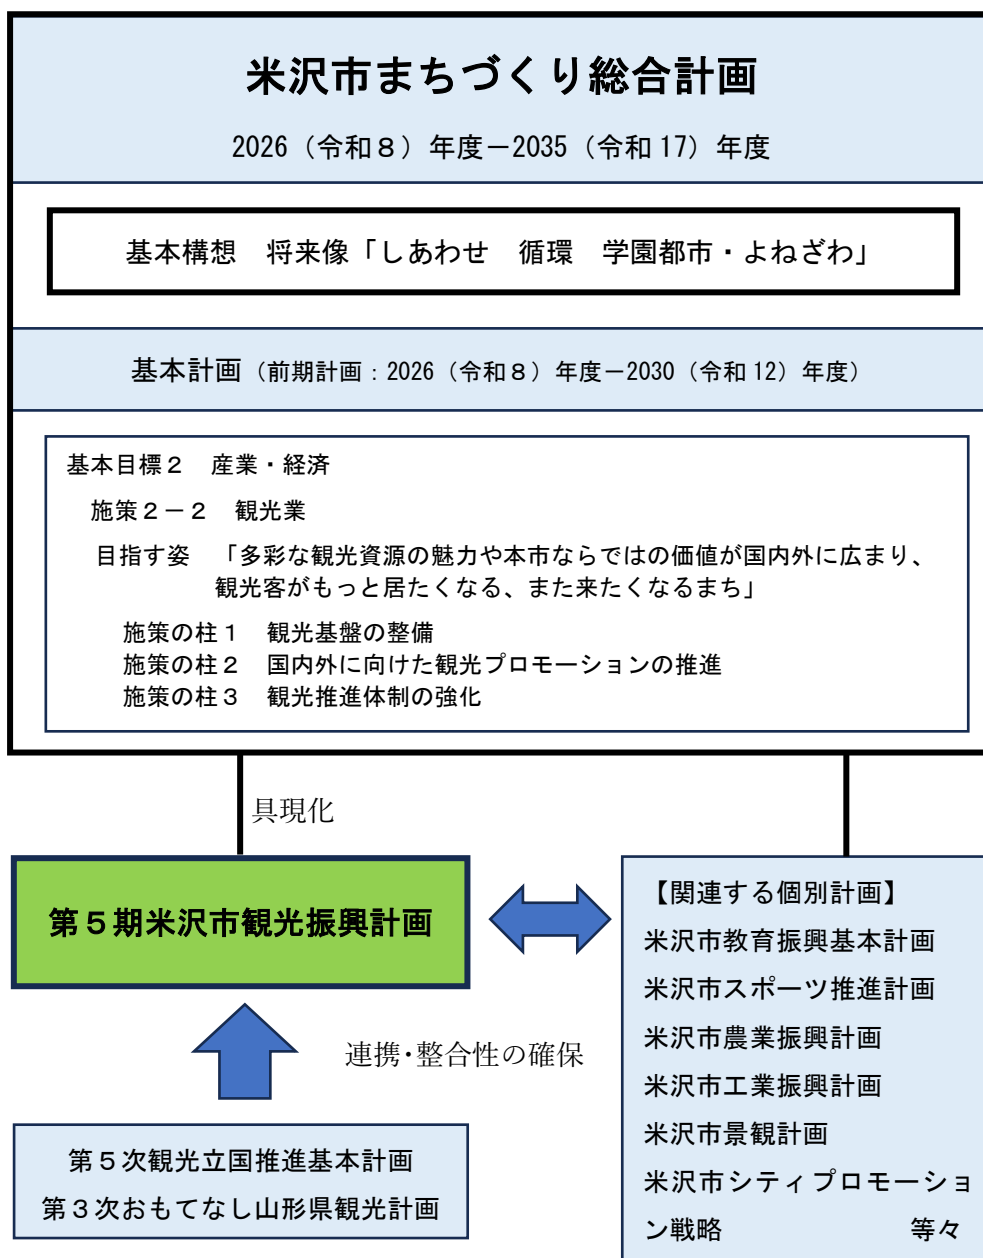 米沢市まちづくり総合計画
2026（令和８）年度－2035（令和17）年度
基本構想　将来像「しあわせ　循環　学園都市・よねざわ」
基本計画（前期計画：2026（令和８）年度－2030（令和12）年度）
基本目標２　産業・経済
施策２－２　観光業
目指す姿　「多彩な観光資源の魅力や本市ならではの価値が国内外に広まり、
観光客がもっと居たくなる、また来たくなるまち」
施策の柱１　観光基盤の整備
施策の柱２　国内外に向けた観光プロモーションの推進
施策の柱３　観光推進体制の強化
具現化
第５期米沢市観光振興計画
連携・整合性の確保
第５次観光立国推進基本計画
第３次おもてなし山形県観光計画
【関連する個別計画】
米沢市教育振興基本計画
米沢市スポーツ推進計画
米沢市農業振興計画
米沢市工業振興計画
米沢市景観計画
米沢市シティプロモーショ
ン戦略　　　　　等々